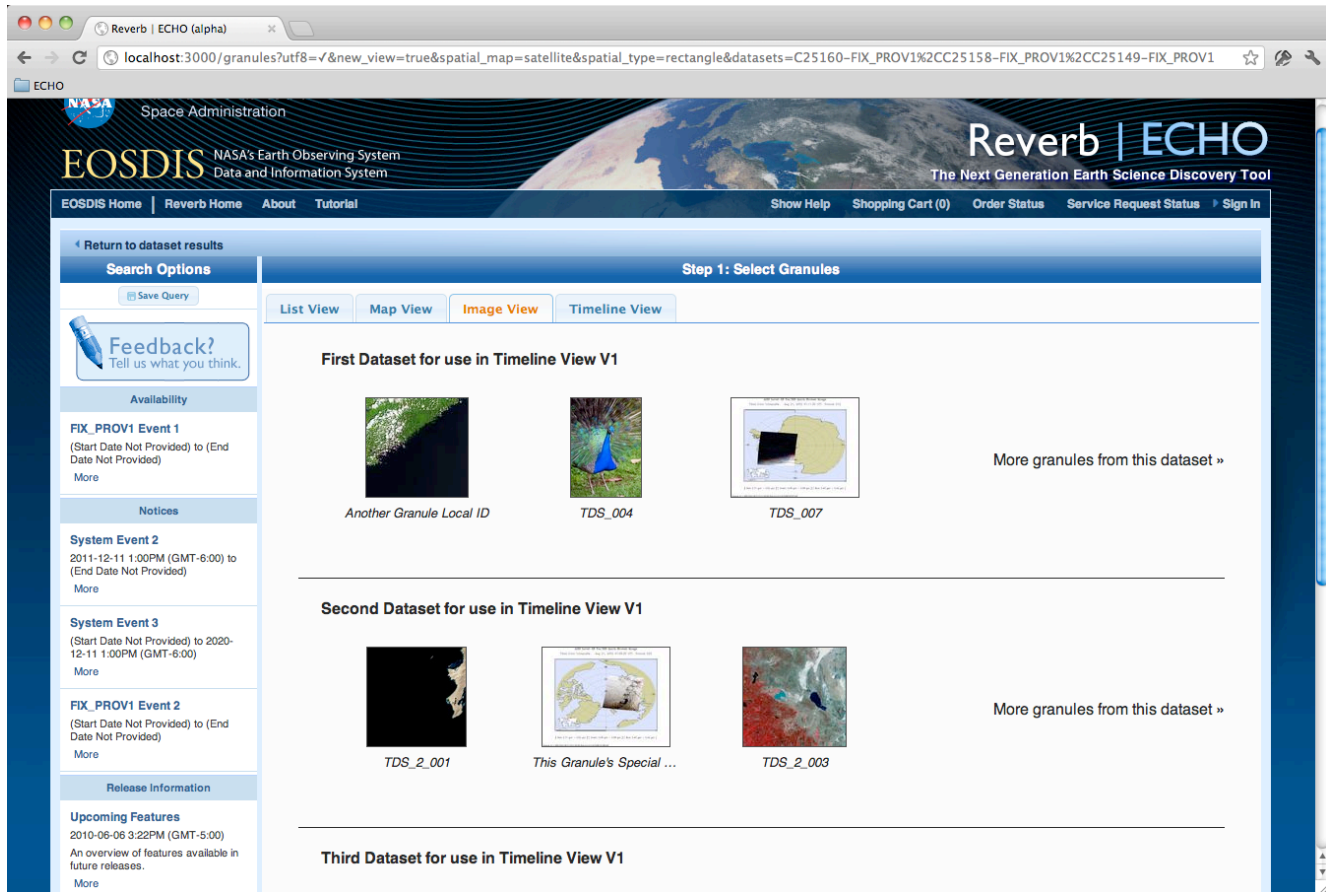 Reverb | ECHO (alpha)
localhost:3000/granules?utf8=✓&new_view=true&spatial_map=satellite&spatial_type=rectangle&datasets=C25160-FIX_PROV1%2CC25158-FIX_PROV1%2CC25149-FIX_PROV1
ECHO
NASA
Space Administration
EOSDIS NASA's Earth Observing System
Data and Information System
Reverb | ECHO
The Next Generation Earth Science Discovery Tool
EOSDIS Home | Reverb Home About Tutorial Show Help Shopping Cart (0) Order Status Service Request Status Sign In
Return to dataset results
Search Options
Step 1: Select Granules
Save Query
List View Map View Image View Timeline View
Feedback?
Tell us what you think.
Availability
FIX_PROV1 Event 1
(Start Date Not Provided) to (End
Date Not Provided)
More
Notices
System Event 2
2011-12-11 1:00PM (GMT-6:00) to
(End Date Not Provided)
More
System Event 3
(Start Date Not Provided) to 2020-
12-11 1:00PM (GMT-6:00)
More
FIX_PROV1 Event 2
(Start Date Not Provided) to (End
Date Not Provided)
More
Release Information
Upcoming Features
2010-06-06 3:22PM (GMT-5:00)
An overview of features available in
future releases.
More
First Dataset for use in Timeline View V1
Another Granule Local ID
TDS_004
TDS_007
More granules from this dataset »
Second Dataset for use in Timeline View V1
TDS_2_001
This Granule's Special ...
TDS_2_003
More granules from this dataset »
Third Dataset for use in Timeline View V1